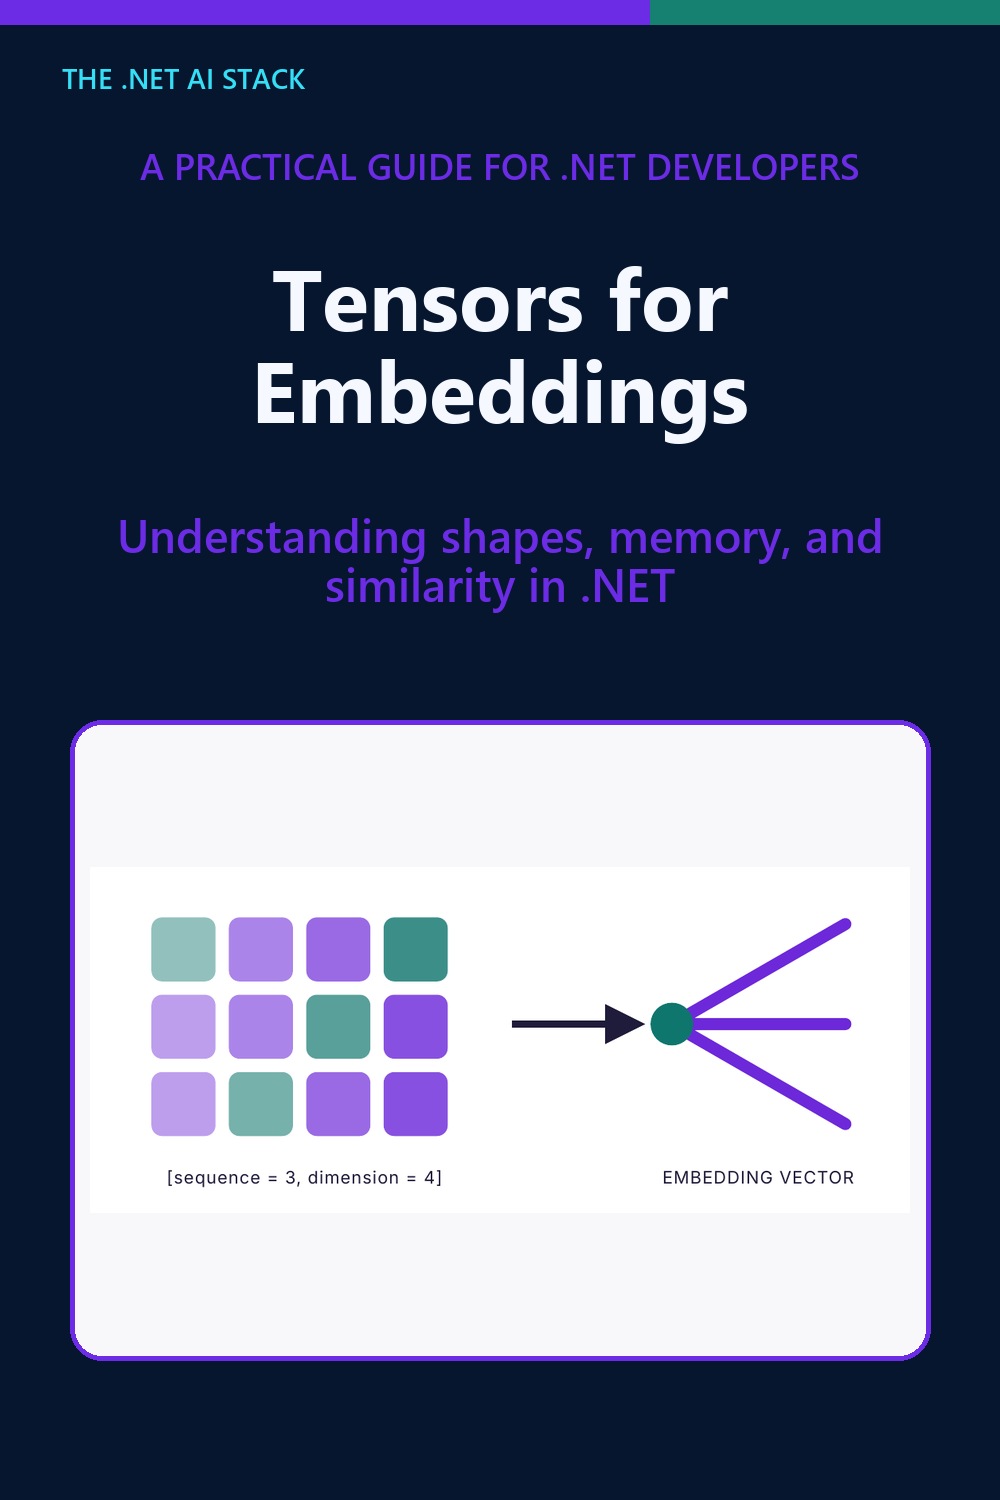 THE .NET AI STACK
A PRACTICAL GUIDE FOR .NET DEVELOPERS
Tensors for
Embeddings
Understanding shapes, memory, and
similarity in .NET
[sequence = 3, dimension = 4]
EMBEDDING VECTOR